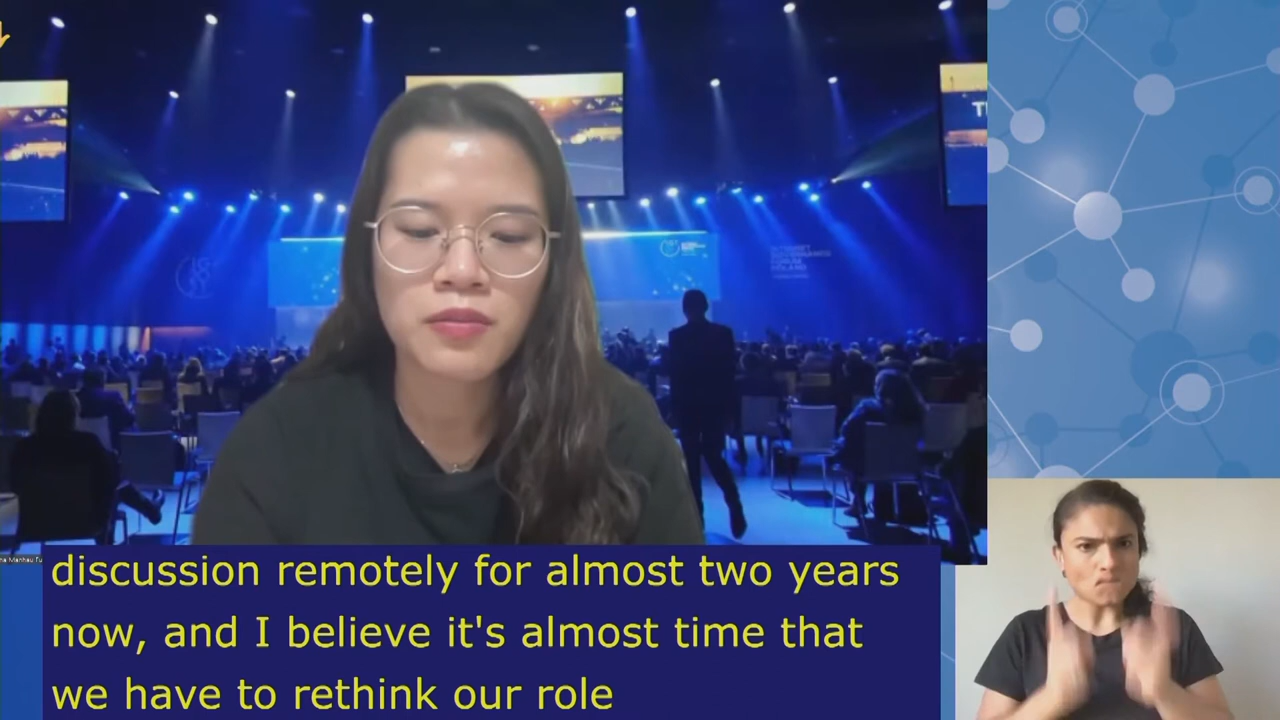 discussion remotely for almost two years
now, and I believe it's almost time that
we have to rethink our role